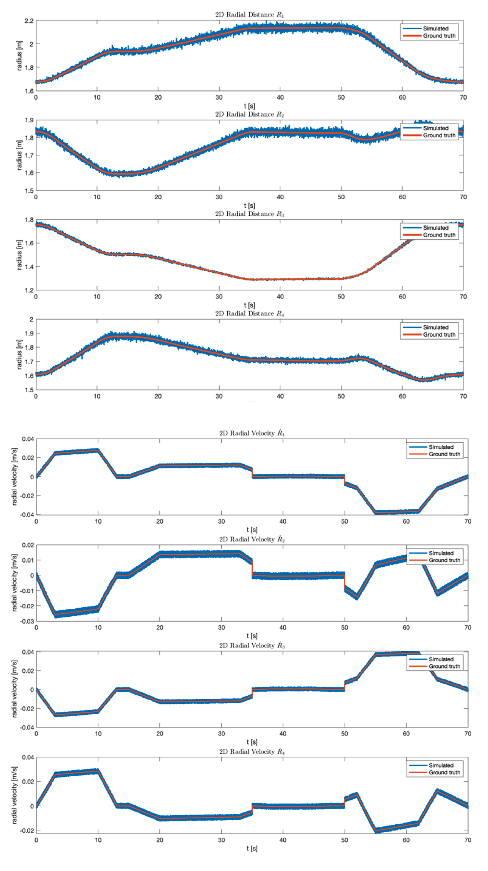 2D Radial Distance R₁
2.2
2
1.8
1.6
radius [m]
Simulated
Ground truth
0 10 20 30 40 50 60 70
t [s]
2D Radial Distance R₂
1.9
1.8
1.7
1.6
1.5
radius [m]
Simulated
Ground truth
0 10 20 30 40 50 60 70
t [s]
2D Radial Distance R₃
1.8
1.6
1.4
1.2
radius [m]
Simulated
Ground truth
0 10 20 30 40 50 60 70
t [s]
2D Radial Distance R₄
2
1.9
1.8
1.7
1.6
1.5
radius [m]
Simulated
Ground truth
0 10 20 30 40 50 60 70
2D Radial Velocity Ṙ₁
0.04
0.02
0
-0.02
-0.04
radial velocity [m/s]
Simulated
Ground truth
0 10 20 30 40 50 60 70
t [s]
2D Radial Velocity Ṙ₂
0.02
0.01
0
-0.01
-0.02
-0.03
radial velocity [m/s]
Simulated
Ground truth
0 10 20 30 40 50 60 70
t [s]
2D Radial Velocity Ṙ₃
0.04
0.02
0
-0.02
-0.04
radial velocity [m/s]
Simulated
Ground truth
0 10 20 30 40 50 60 70
t [s]
2D Radial Velocity Ṙ₄
0.04
0.02
0
-0.02
radial velocity [m/s]
Simulated
Ground truth
0 10 20 30 40 50 60 70
t [s]